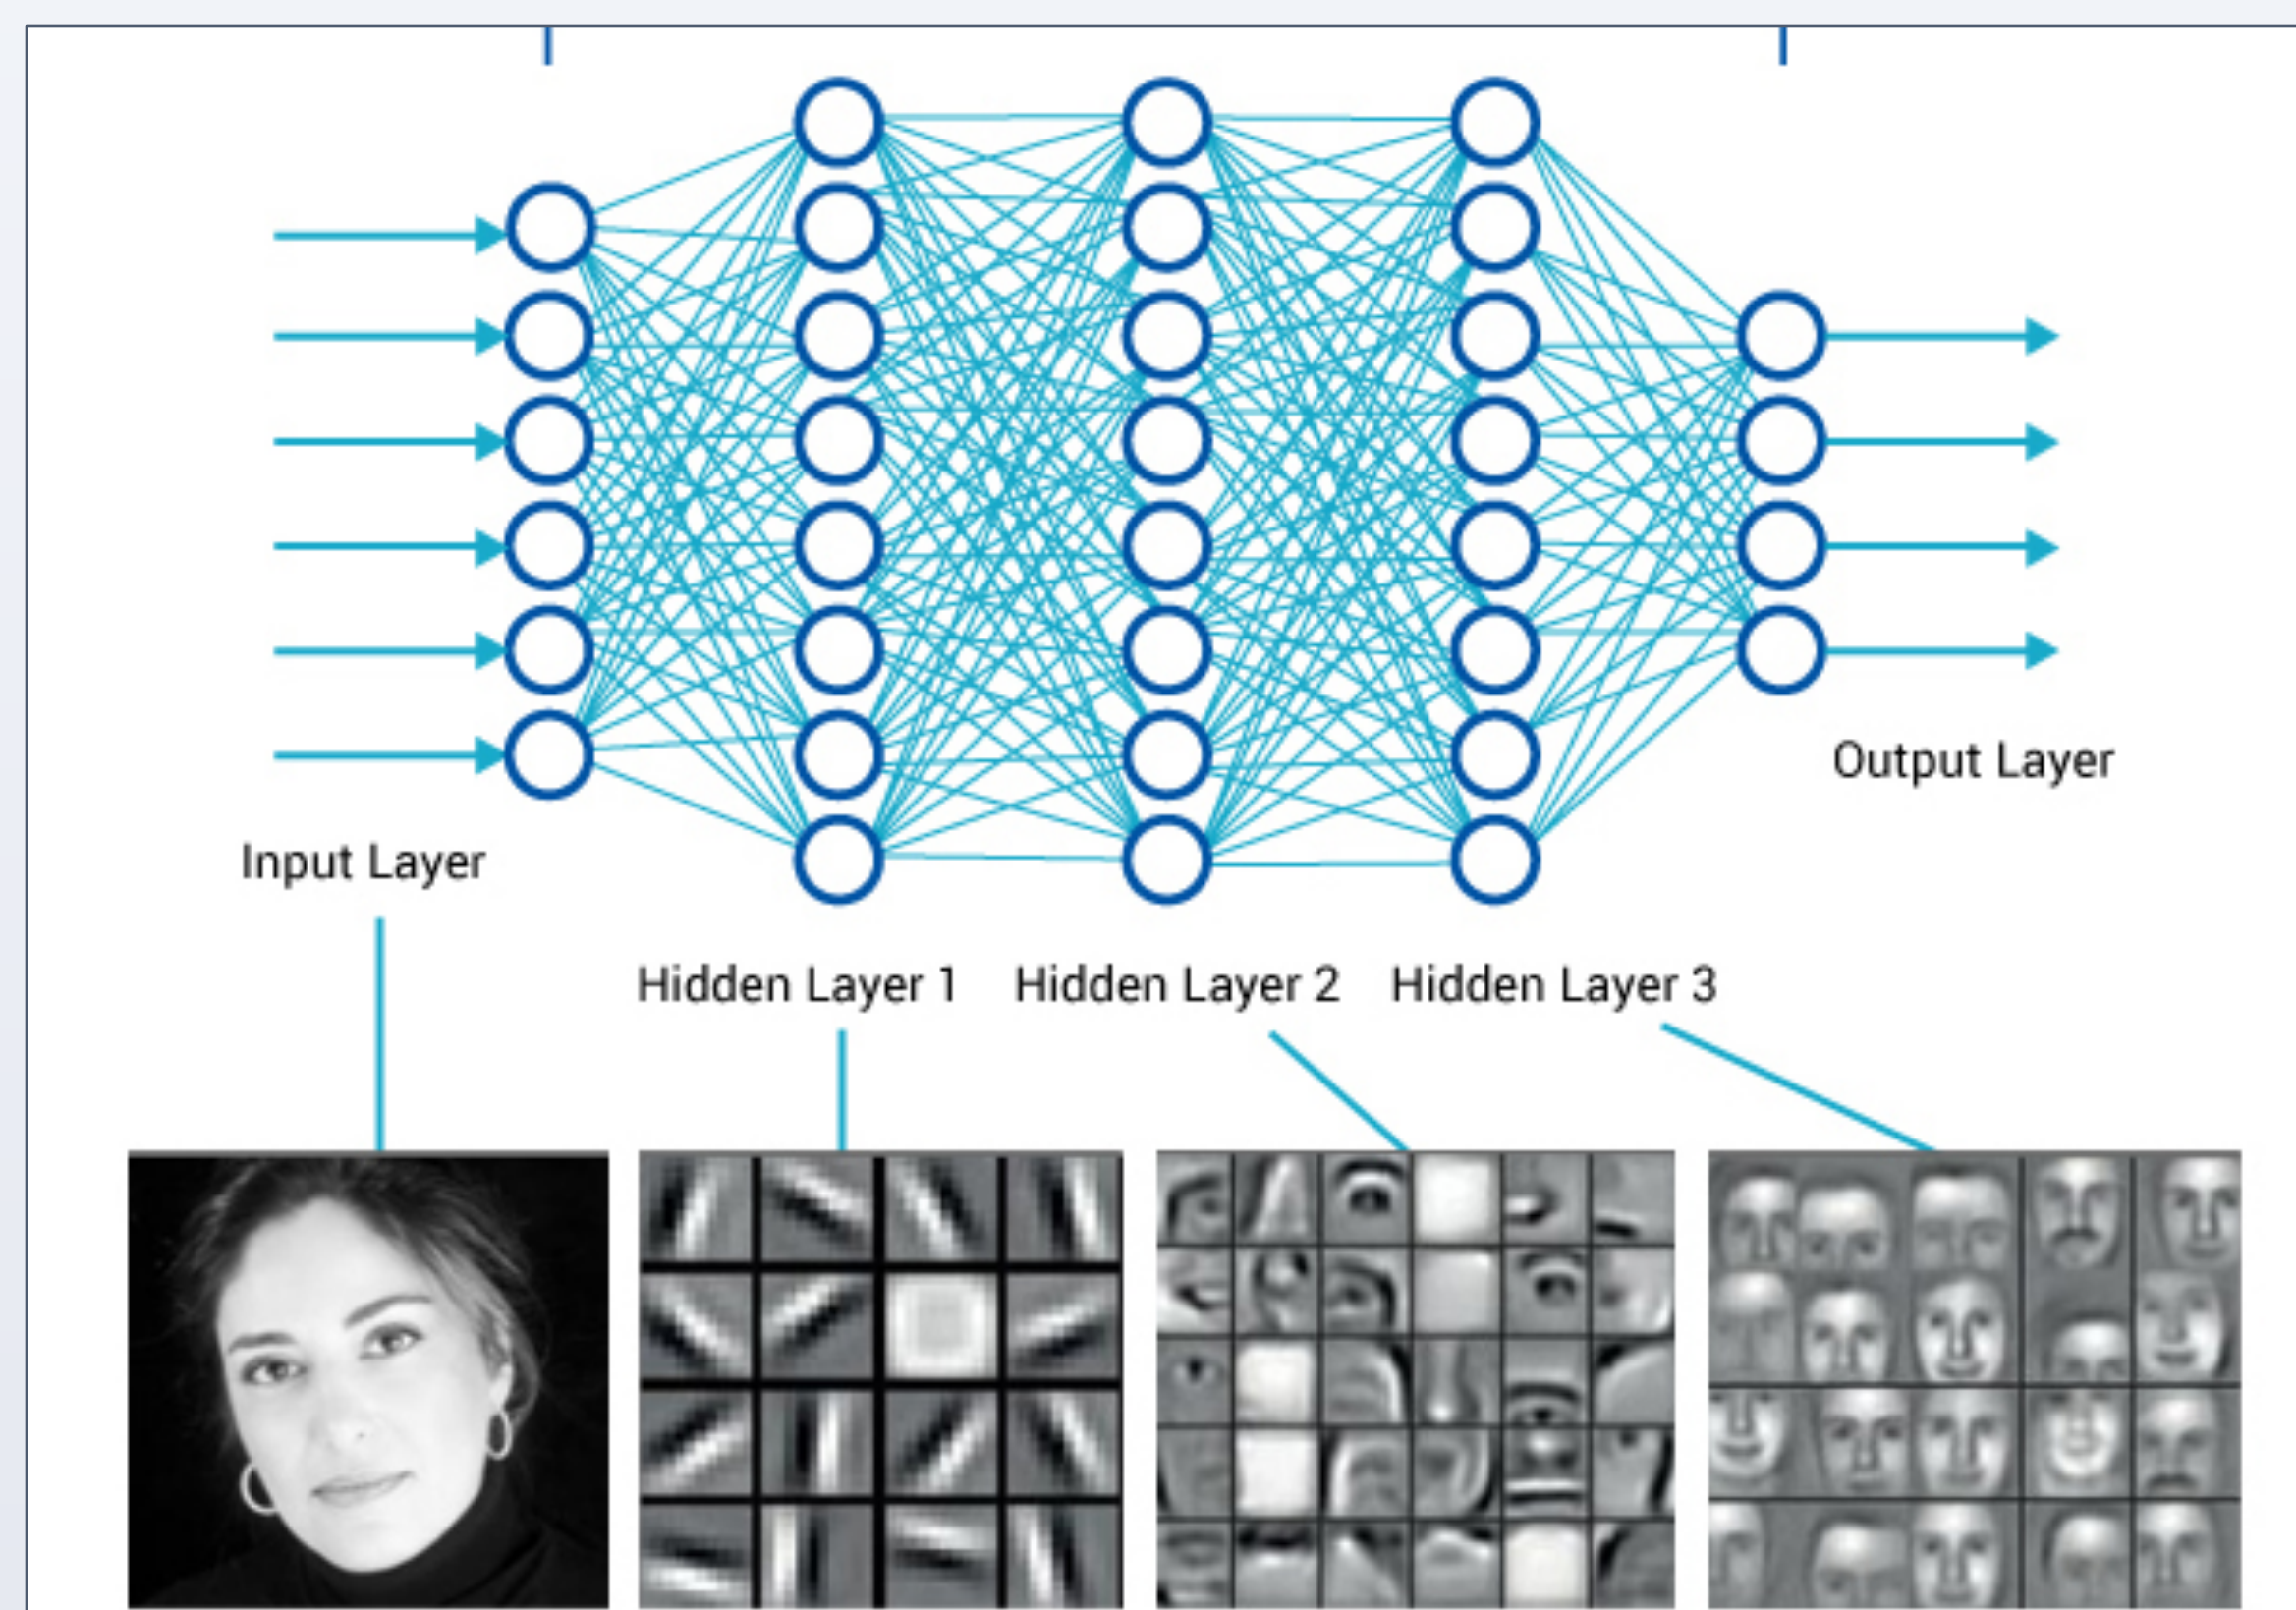 Output Layer
Input Layer
Hidden Layer 1
Hidden Layer 2
Hidden Layer 3